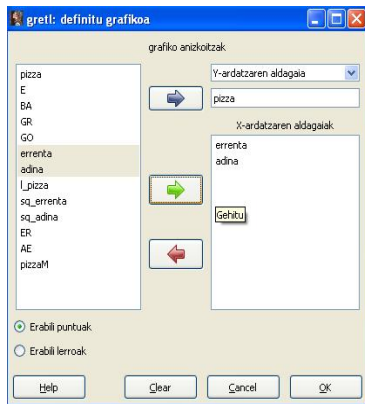 gretl: definitu grafikoa
grafiko anizkoitzak
pizza
E
BA
GR
GO
errenta
adina
l_pizza
sq_errenta
sq_adina
ER
AE
pizzaM
Y-ardatzaren aldagaia
pizza
X-ardatzaren aldagaiak
errenta
adina
Gehitu
Erabili puntuak
Erabili lerroak
Help
Clear
Cancel
OK